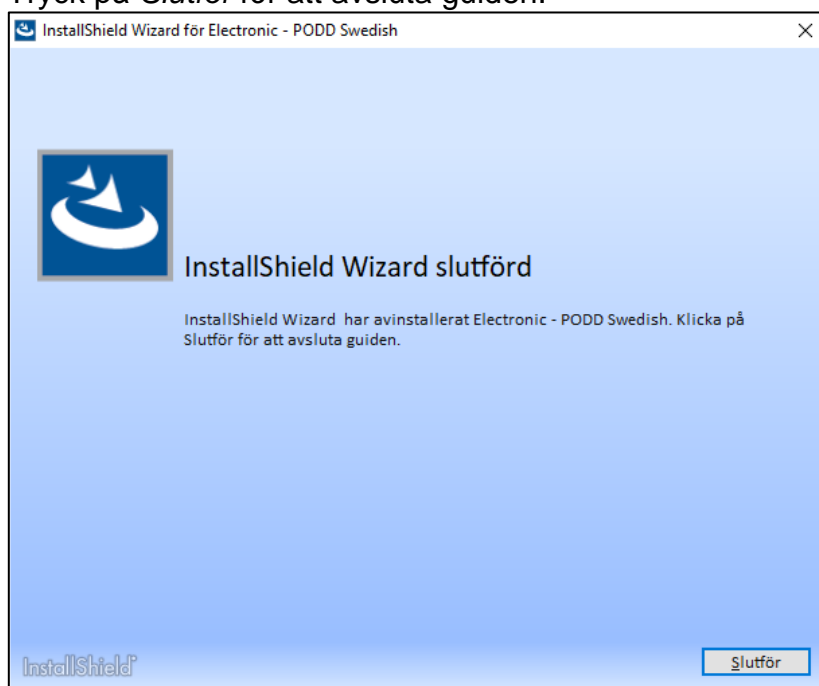 Tryck på Slutför för att avsluta guiden.
InstallShield Wizard för Electronic - PODD Swedish
InstallShield Wizard slutförd
InstallShield Wizard  har avinstallerat Electronic - PODD Swedish. Klicka på
Slutför för att avsluta guiden.
InstallShield
Slutför